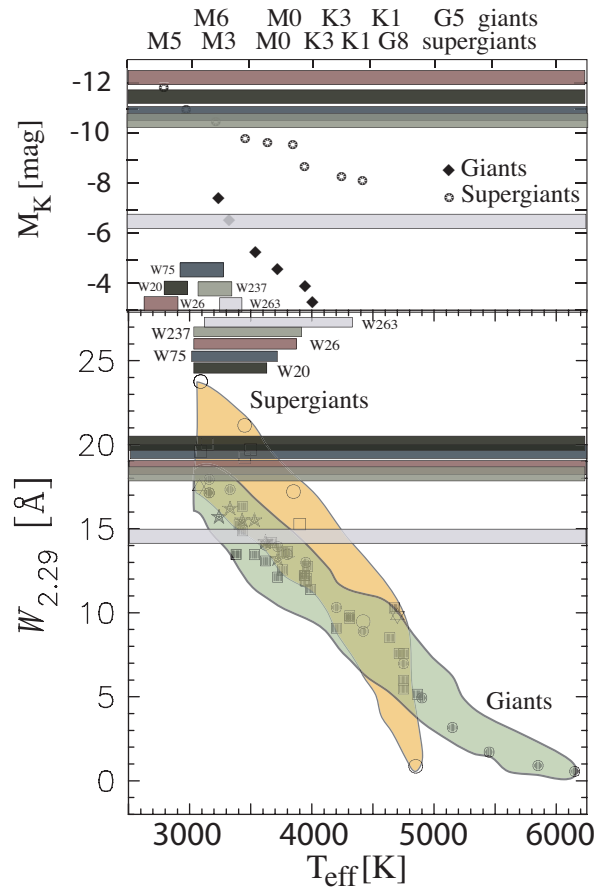 M6 M0 K3 K1 G5 giants
M5 M3 M0 K3 K1 G8 supergiants
-12
-10
-8
-6
-4
M_K [mag]
Giants
Supergiants
W75
W20
W237
W26
W263
W263
W237
W26
W75
W20
25
20
15
10
5
0
W_2.29 [Å]
Supergiants
Giants
3000 4000 5000 6000
T_eff [K]